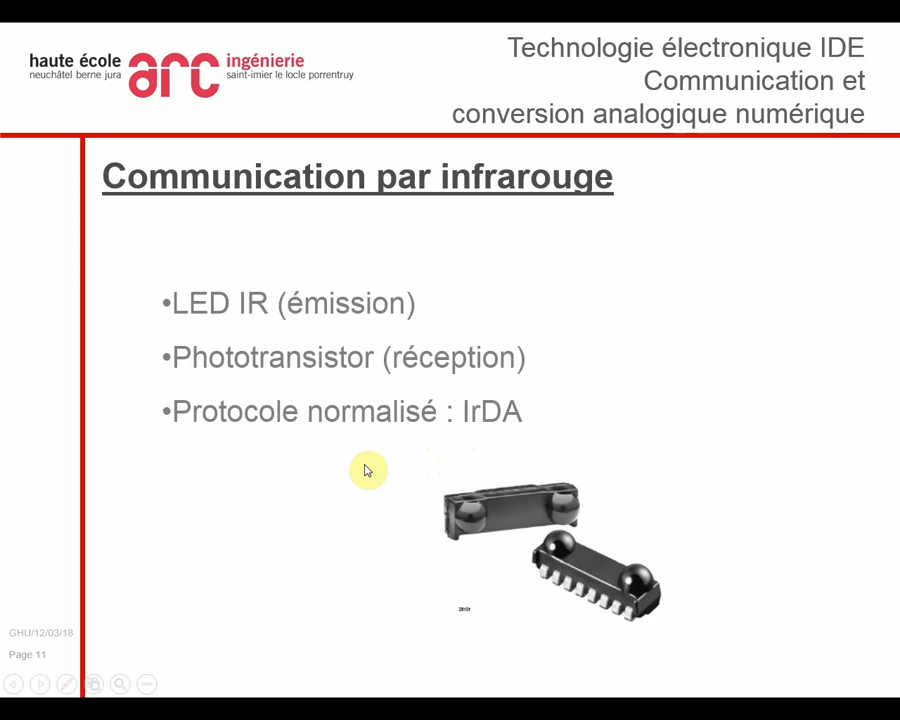 haute école
neuchâtel berne jura
arc
ingénierie
saint-imier le locle porrentruy
Technologie électronique IDE
Communication et
conversion analogique numérique
Communication par infrarouge
•LED IR (émission)
•Phototransistor (réception)
•Protocole normalisé : IrDA
GHU/12/03/18
Page 11